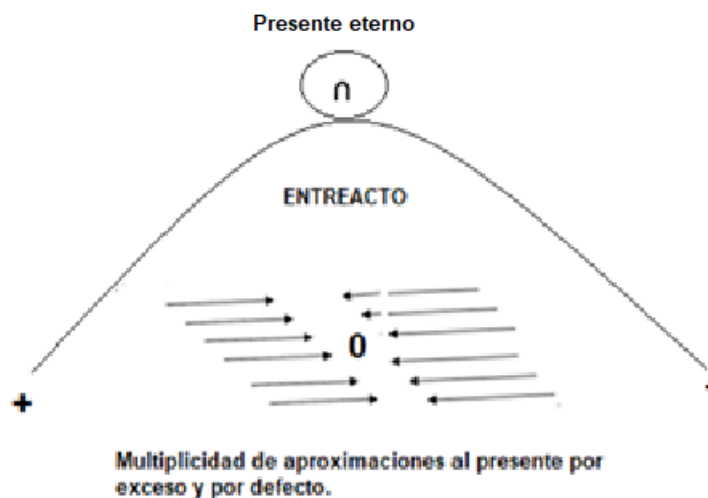 Presente eterno
∩
ENTREACTO
0
+
Multiplicidad de aproximaciones al presente por
exceso y por defecto.